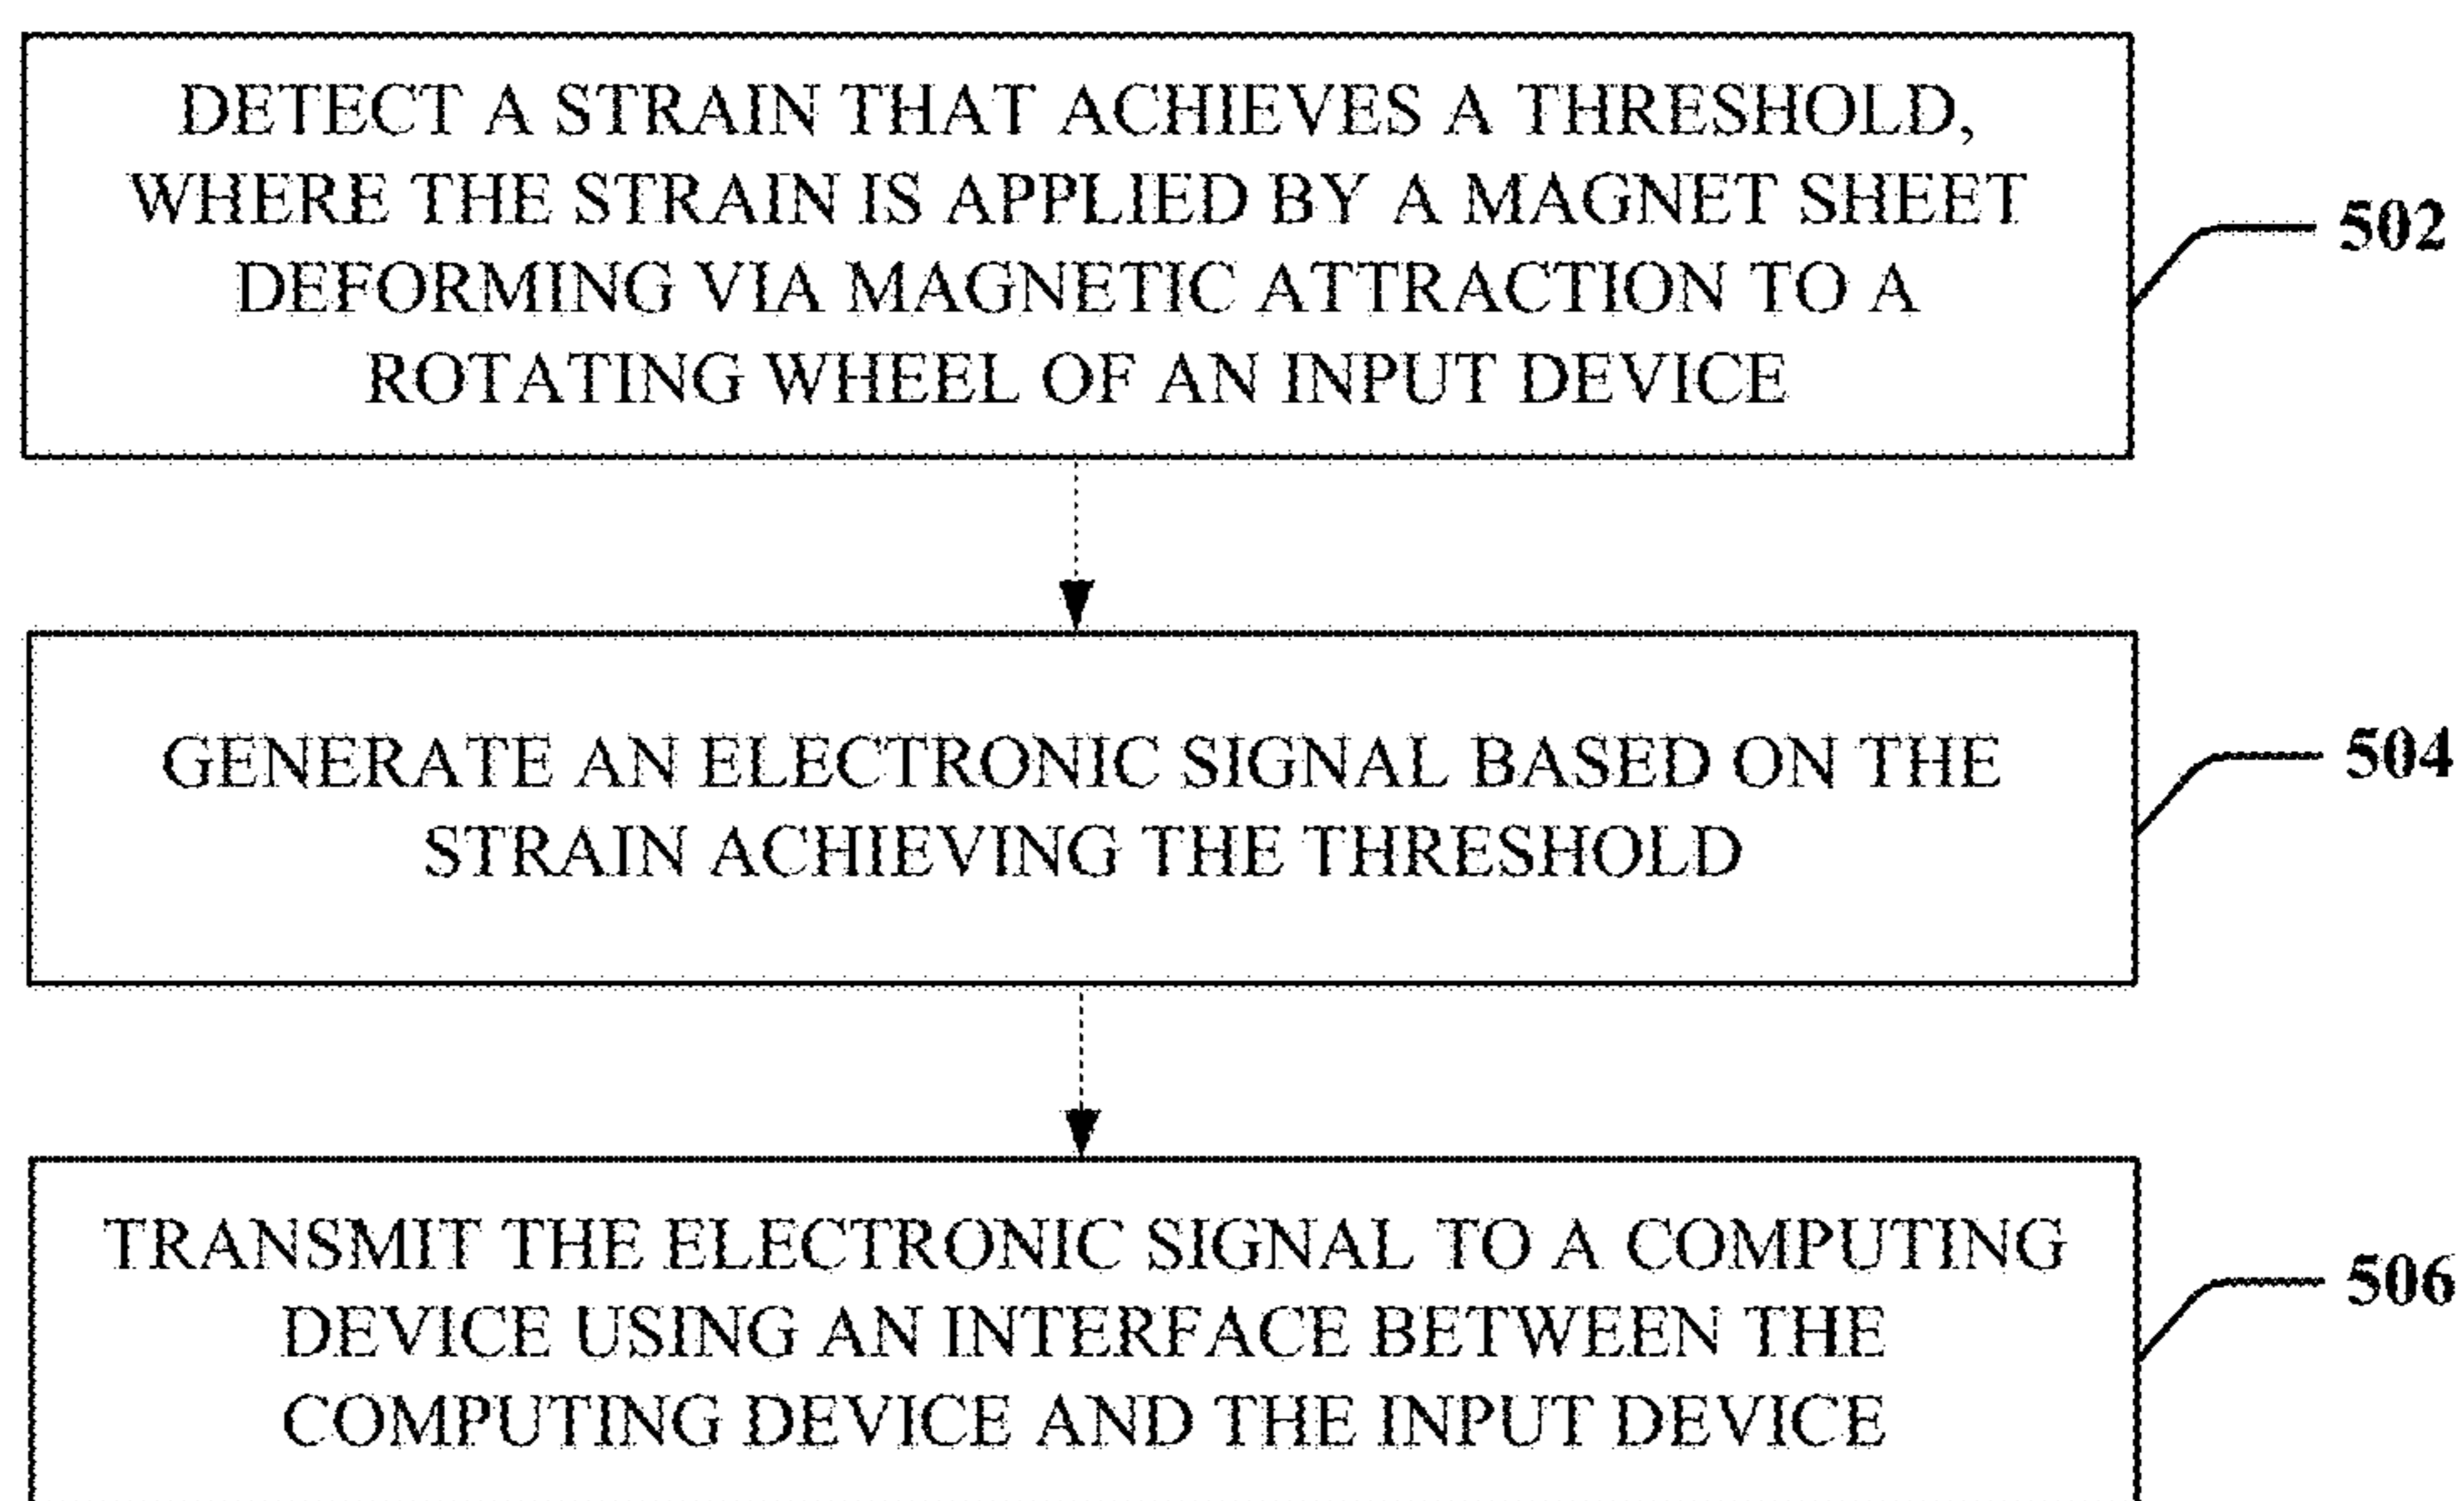 DETECT A STRAIN THAT ACHIEVES A THRESHOLD,
WHERE THE STRAIN IS APPLIED BY A MAGNET SHEET
DEFORMING VIA MAGNETIC ATTRACTION TO A
ROTATING WHEEL OF AN INPUT DEVICE
502
GENERATE AN ELECTRONIC SIGNAL BASED ON THE
STRAIN ACHIEVING THE THRESHOLD
504
TRANSMIT THE ELECTRONIC SIGNAL TO A COMPUTING
DEVICE USING AN INTERFACE BETWEEN THE
COMPUTING DEVICE AND THE INPUT DEVICE
506